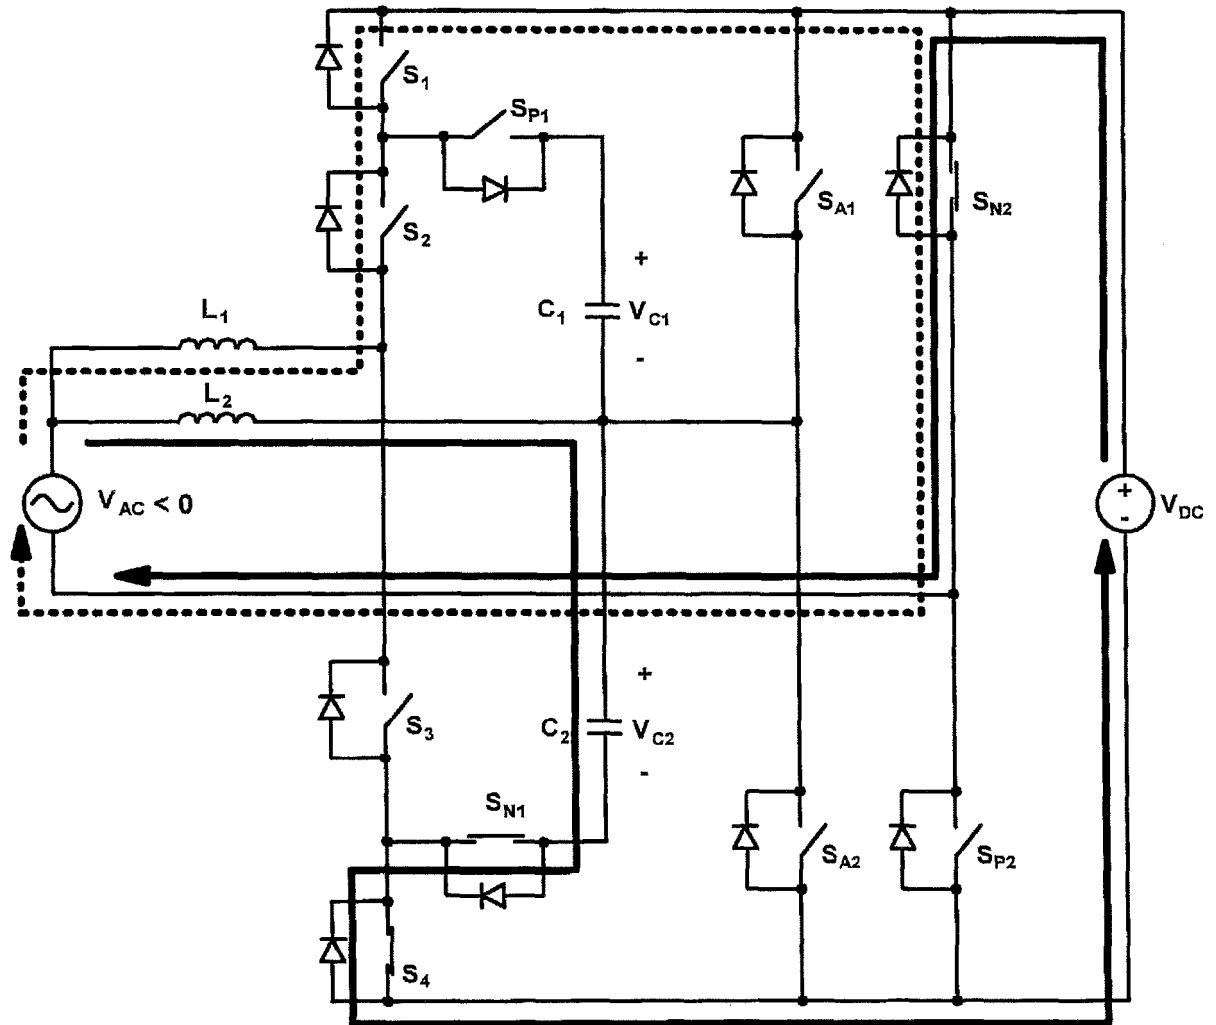 S1
SP1
S2
SA1
SN2
+
C1 VC1
-
L1
L2
VAC < 0
+
-
VDC
S3
+
C2 VC2
-
SN1
SA2
SP2
S4